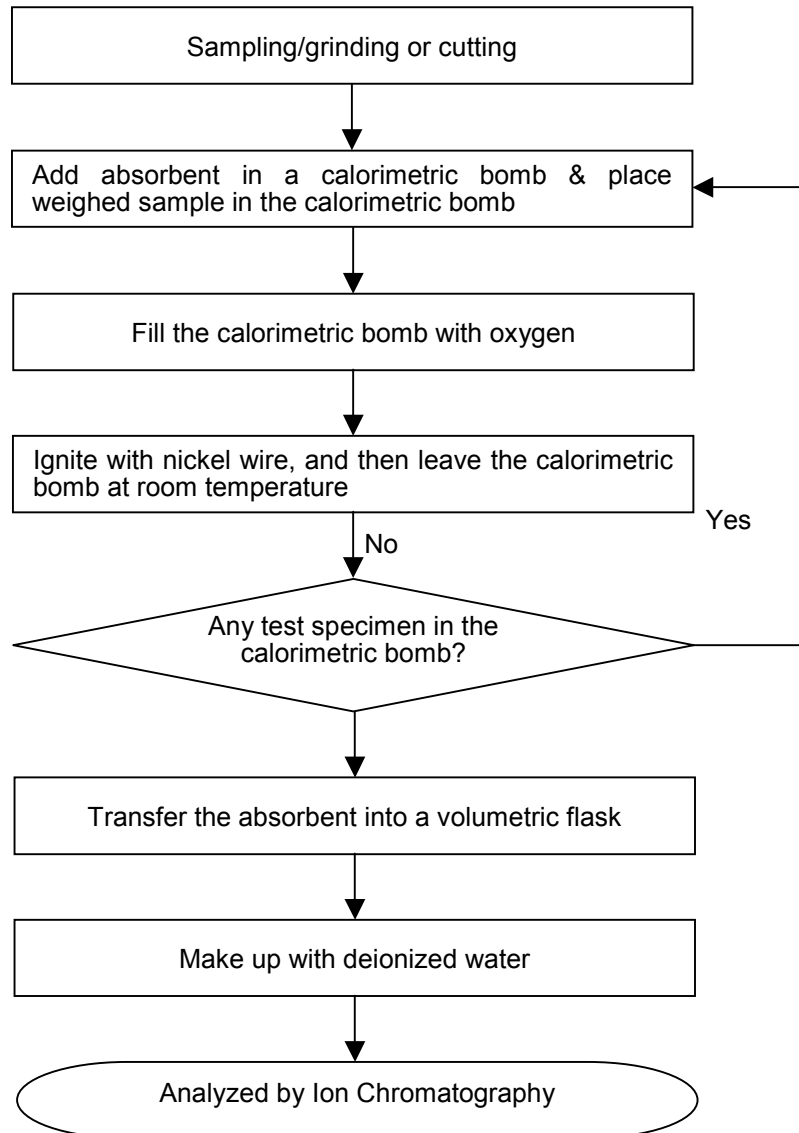 Sampling/grinding or cutting
Add absorbent in a calorimetric bomb & place
weighed sample in the calorimetric bomb
Fill the calorimetric bomb with oxygen
Ignite with nickel wire, and then leave the calorimetric
bomb at room temperature
Yes
No
Any test specimen in the
calorimetric bomb?
Transfer the absorbent into a volumetric flask
Make up with deionized water
Analyzed by Ion Chromatography